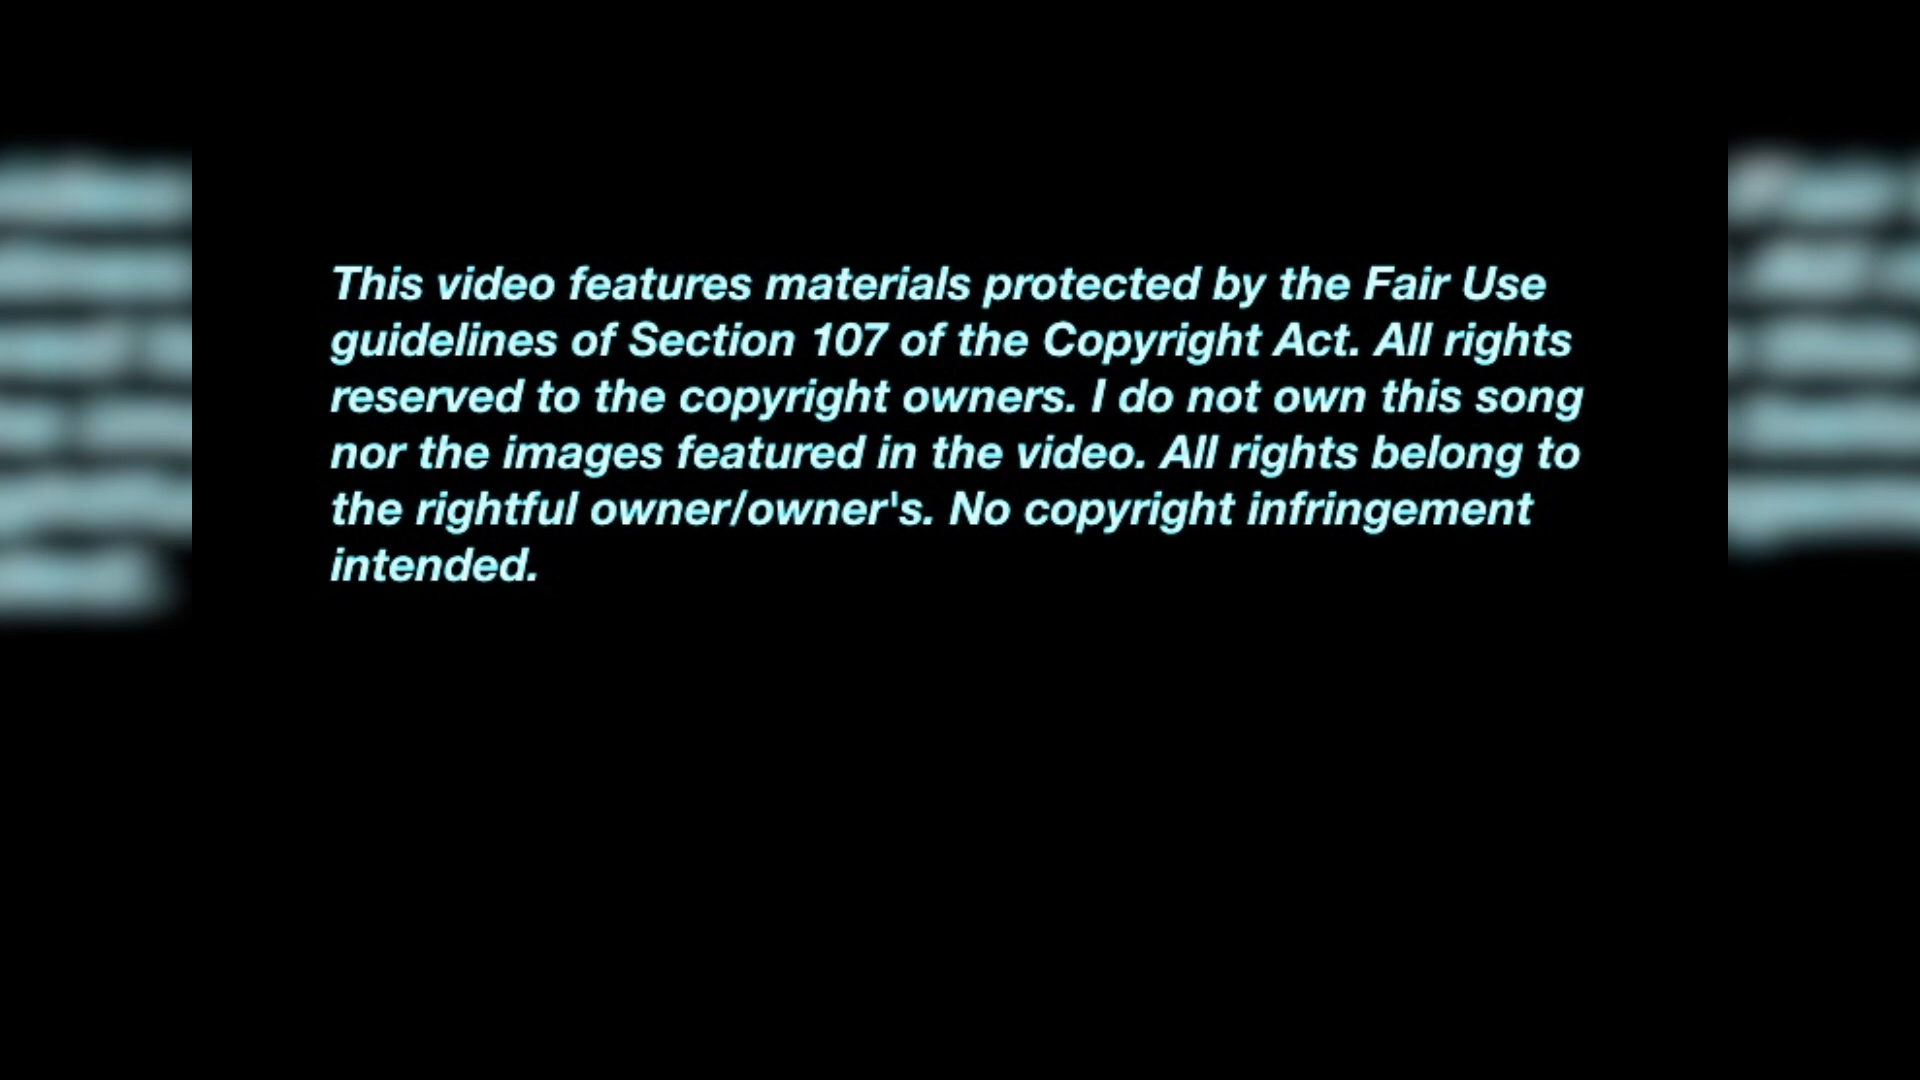 This video features materials protected by the Fair Use
guidelines of Section 107 of the Copyright Act. All rights
reserved to the copyright owners. I do not own this song
nor the images featured in the video. All rights belong to
the rightful owner/owner's. No copyright infringement
intended.